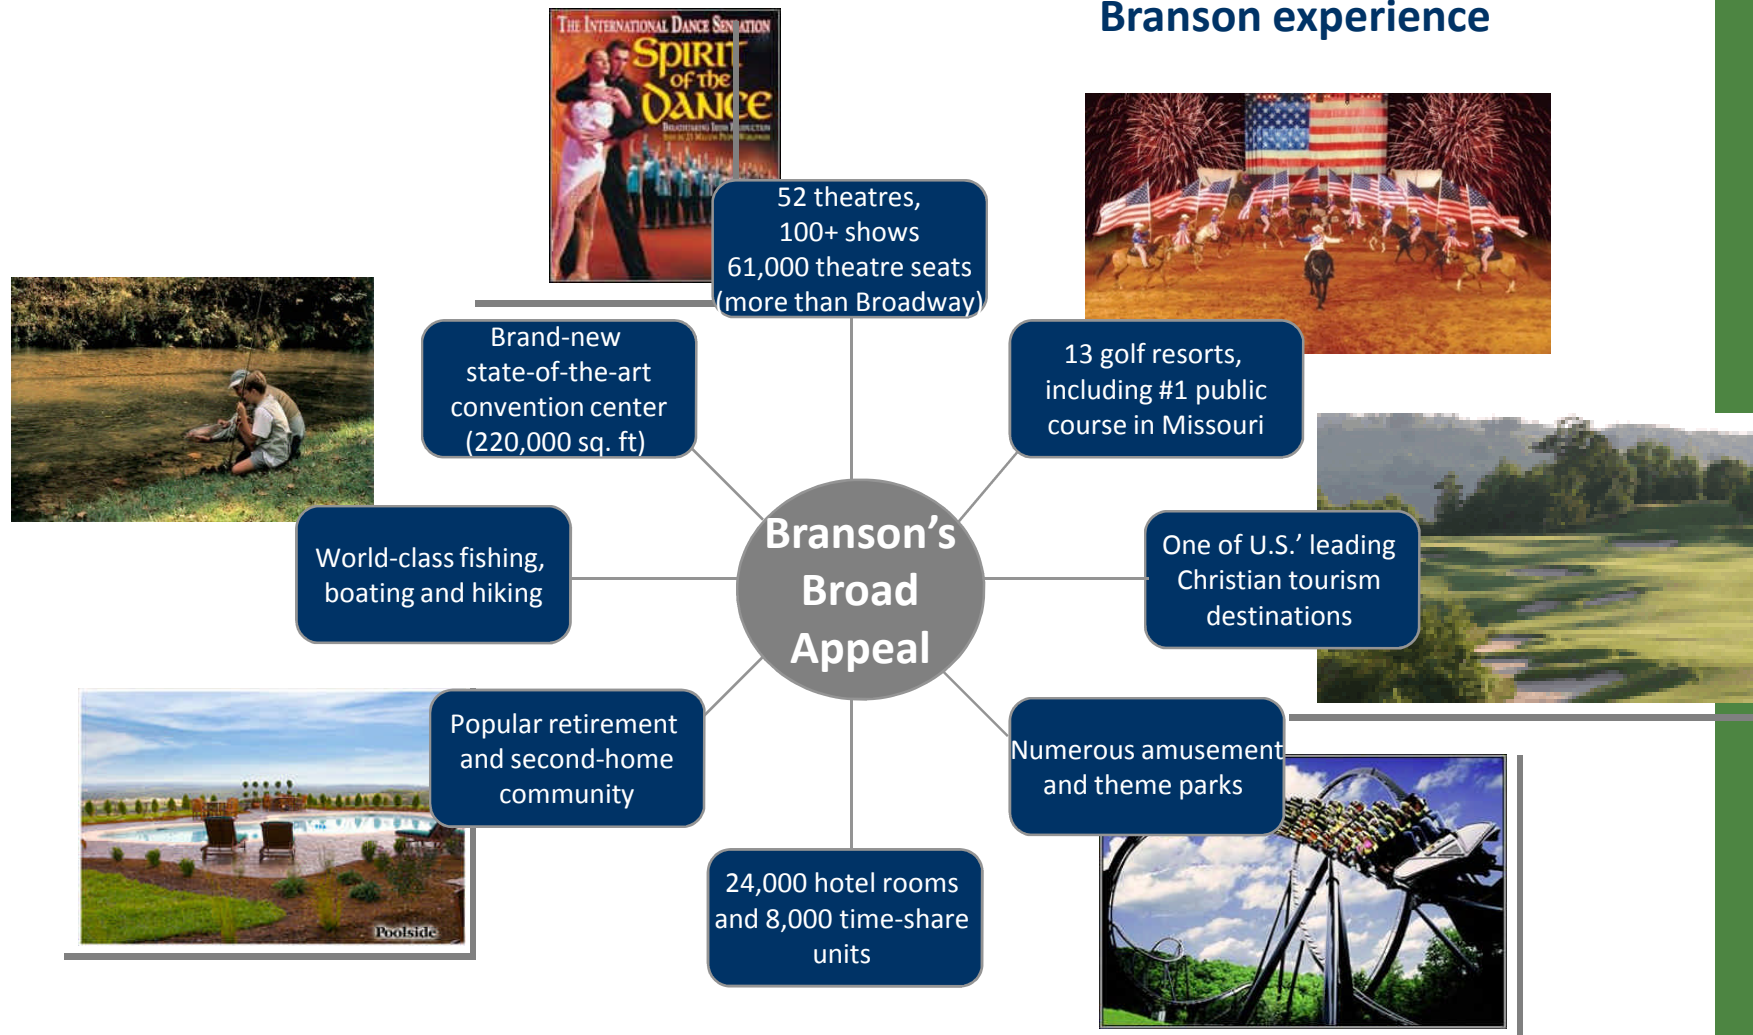 Branson experience
THE INTERNATIONAL DANCE SENSATION
SPIRIT
OF THE
DANCE
52 theatres,
100+ shows
61,000 theatre seats
(more than Broadway)
Brand-new
state-of-the-art
convention center
(220,000 sq. ft)
13 golf resorts,
including #1 public
course in Missouri
World-class fishing,
boating and hiking
Branson’s
Broad
Appeal
One of U.S.’ leading
Christian tourism
destinations
Popular retirement
and second-home
community
Numerous amusement
and theme parks
24,000 hotel rooms
and 8,000 time-share
units
Poolside